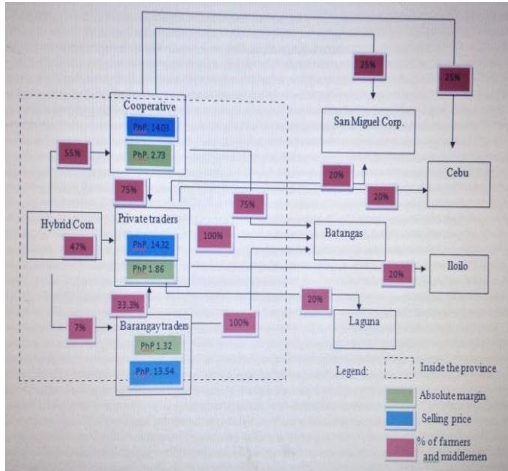 25%
25%
Cooperative
PhP. 14.03
PhP 2.73
San Miguel Corp.
55%
Cebu
75%
20%
20%
75%
Hybrid Corn
47%
Private traders
PhP. 14.32
PhP 1.86
100%
Batangas
Iloilo
20%
33.3%
20%
7%
Barangay traders
100%
Laguna
PhP 1.32
PhP. 13.54
Legend:
Inside the province
Absolute margin
Selling price
% of farmers
and middlemen